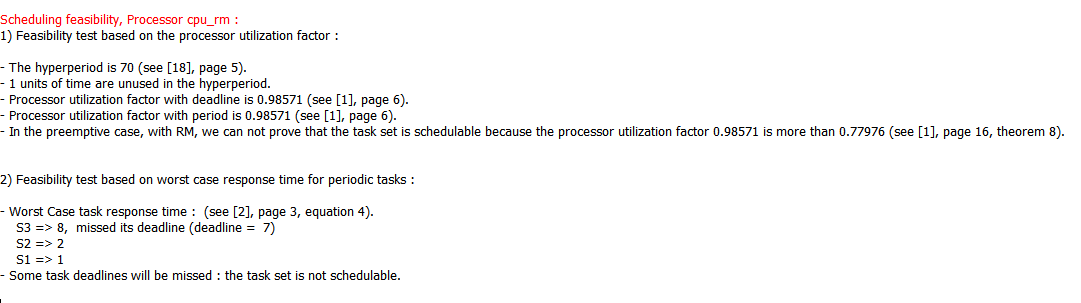 Scheduling feasibility, Processor cpu_rm :
1) Feasibility test based on the processor utilization factor :
- The hyperperiod is 70 (see [18], page 5).
- 1 units of time are unused in the hyperperiod.
- Processor utilization factor with deadline is 0.98571 (see [1], page 6).
- Processor utilization factor with period is 0.98571 (see [1], page 6).
- In the preemptive case, with RM, we can not prove that the task set is schedulable because the processor utilization factor 0.98571 is more than 0.77976 (see [1], page 16, theorem 8).
2) Feasibility test based on worst case response time for periodic tasks :
- Worst Case task response time :  (see [2], page 3, equation 4).
S3 => 8,  missed its deadline (deadline =  7)
S2 => 2
S1 => 1
- Some task deadlines will be missed : the task set is not schedulable.